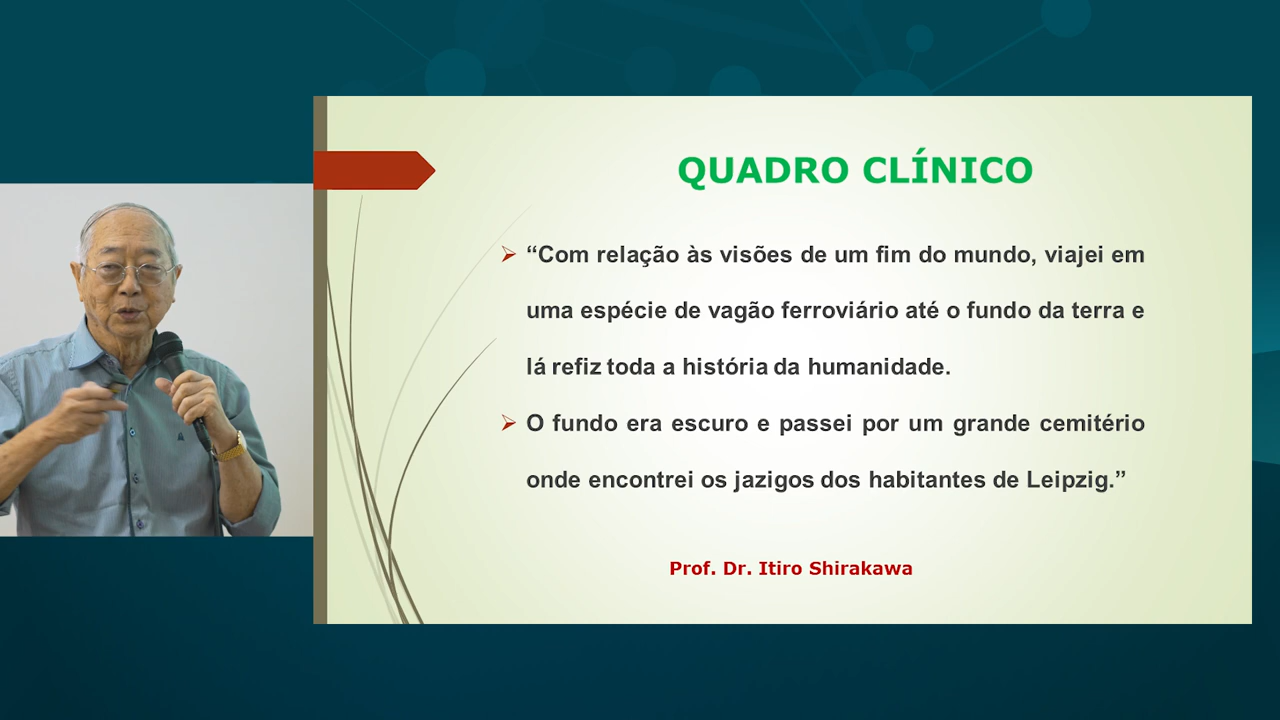 QUADRO CLÍNICO
“Com relação às visões de um fim do mundo, viajei em
uma espécie de vagão ferroviário até o fundo da terra e
lá refiz toda a história da humanidade.
O fundo era escuro e passei por um grande cemitério
onde encontrei os jazigos dos habitantes de Leipzig.”
Prof. Dr. Itiro Shirakawa